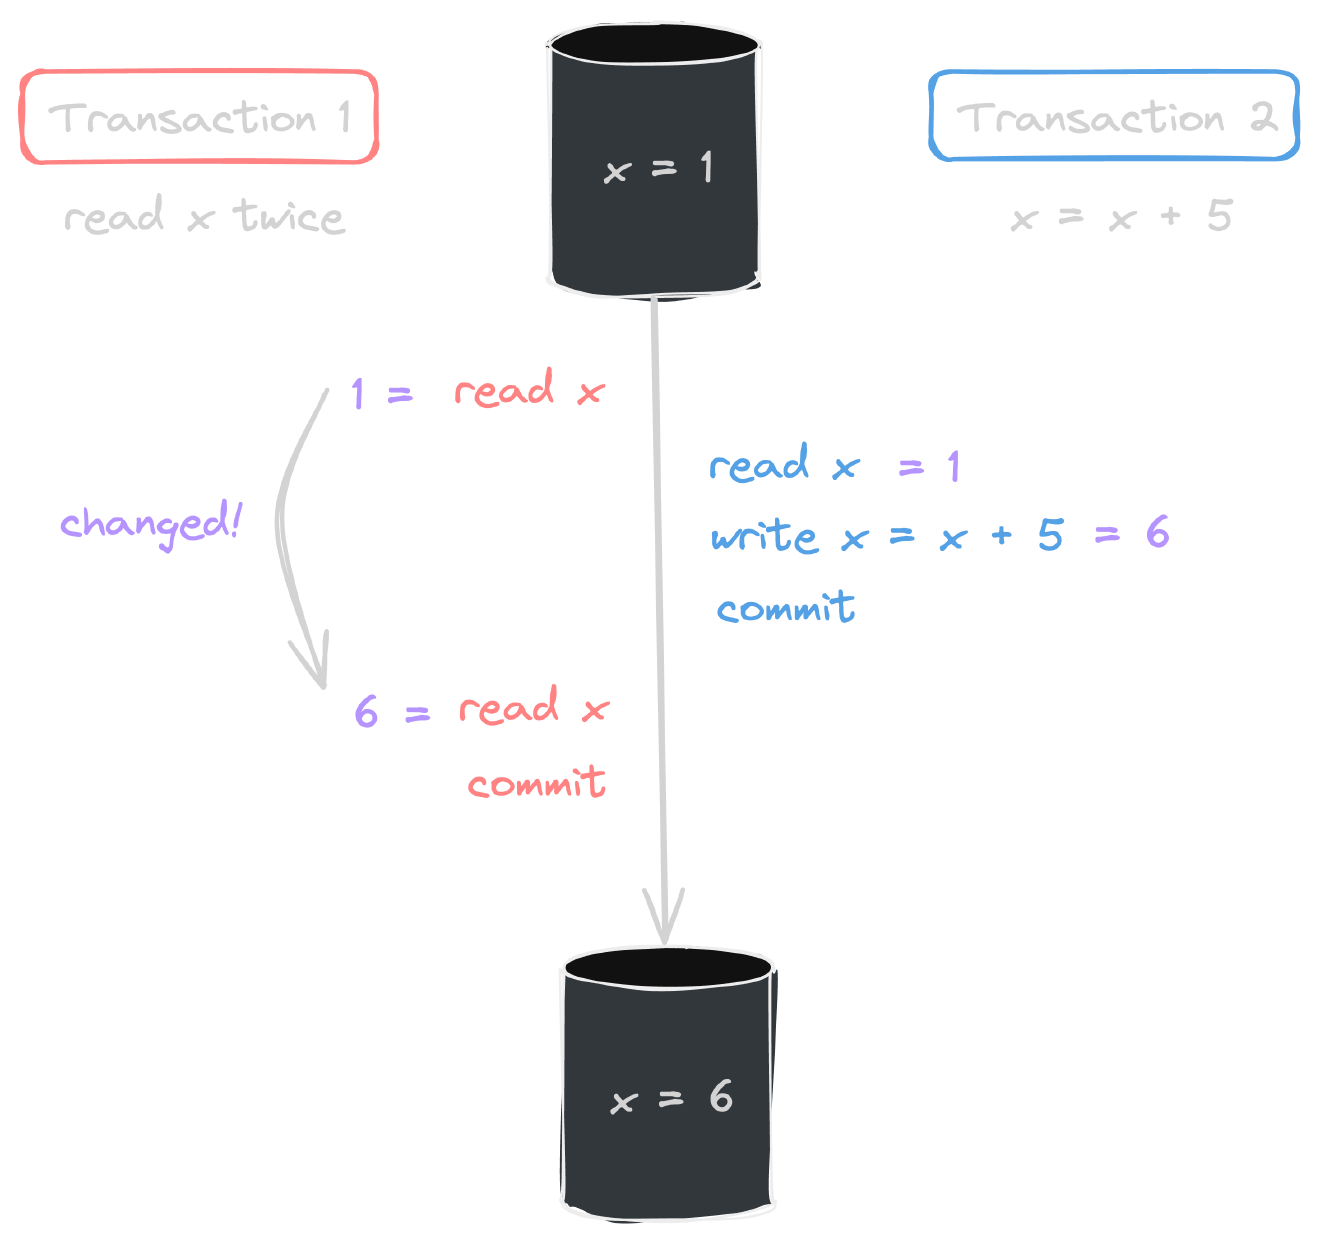 Transaction 1
read x twice
x = 1
Transaction 2
x = x + 5
1 = read x
read x = 1
changed!
write x = x + 5 = 6
commit
6 = read x
commit
x = 6